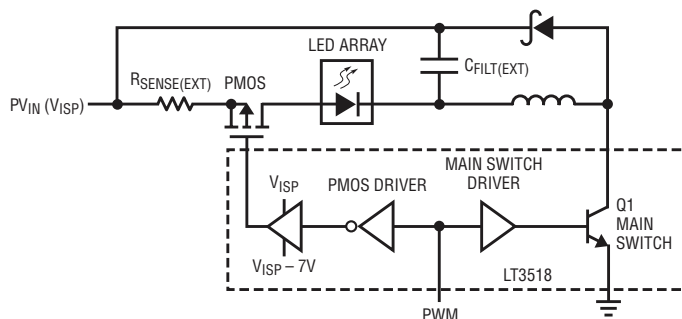 LED ARRAY
C_FILT(EXT)
R_SENSE(EXT) PMOS
PV_IN (V_ISP)
V_ISP
PMOS DRIVER
MAIN SWITCH
DRIVER
Q1
MAIN
SWITCH
V_ISP – 7V
LT3518
PWM